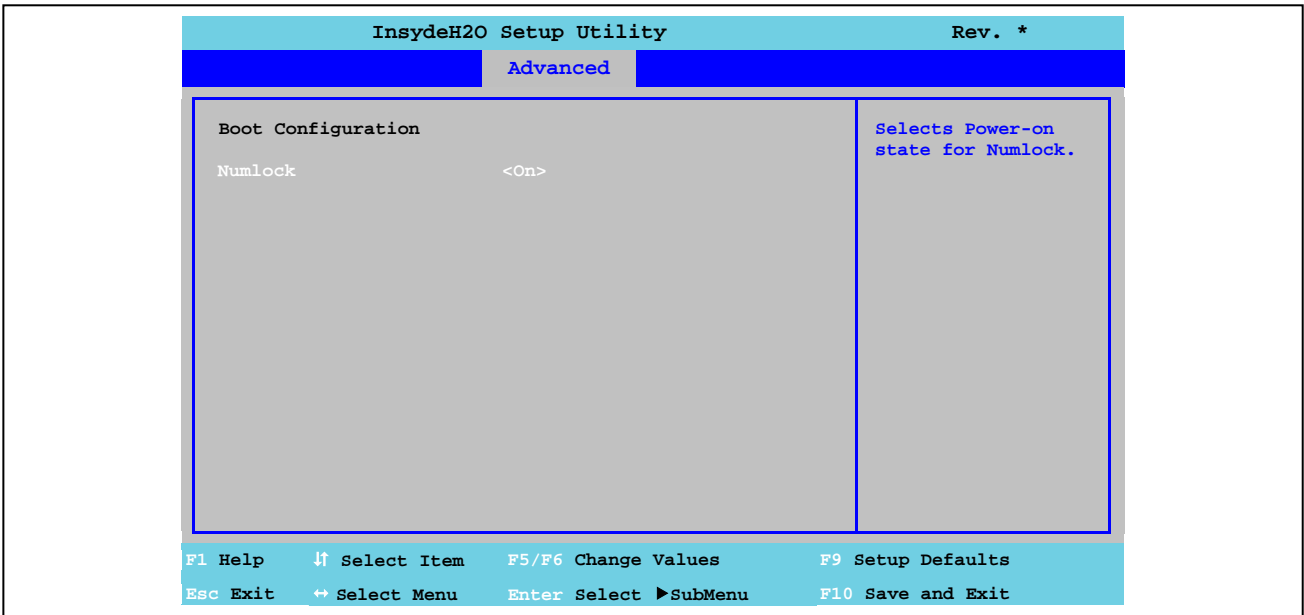 InsydeH2O Setup Utility Rev. *
Advanced
Boot Configuration
Numlock <On>
Selects Power-on
state for Numlock.
F1 Help ↓↑ Select Item F5/F6 Change Values F9 Setup Defaults
Esc Exit ↔ Select Menu Enter Select ▶SubMenu F10 Save and Exit